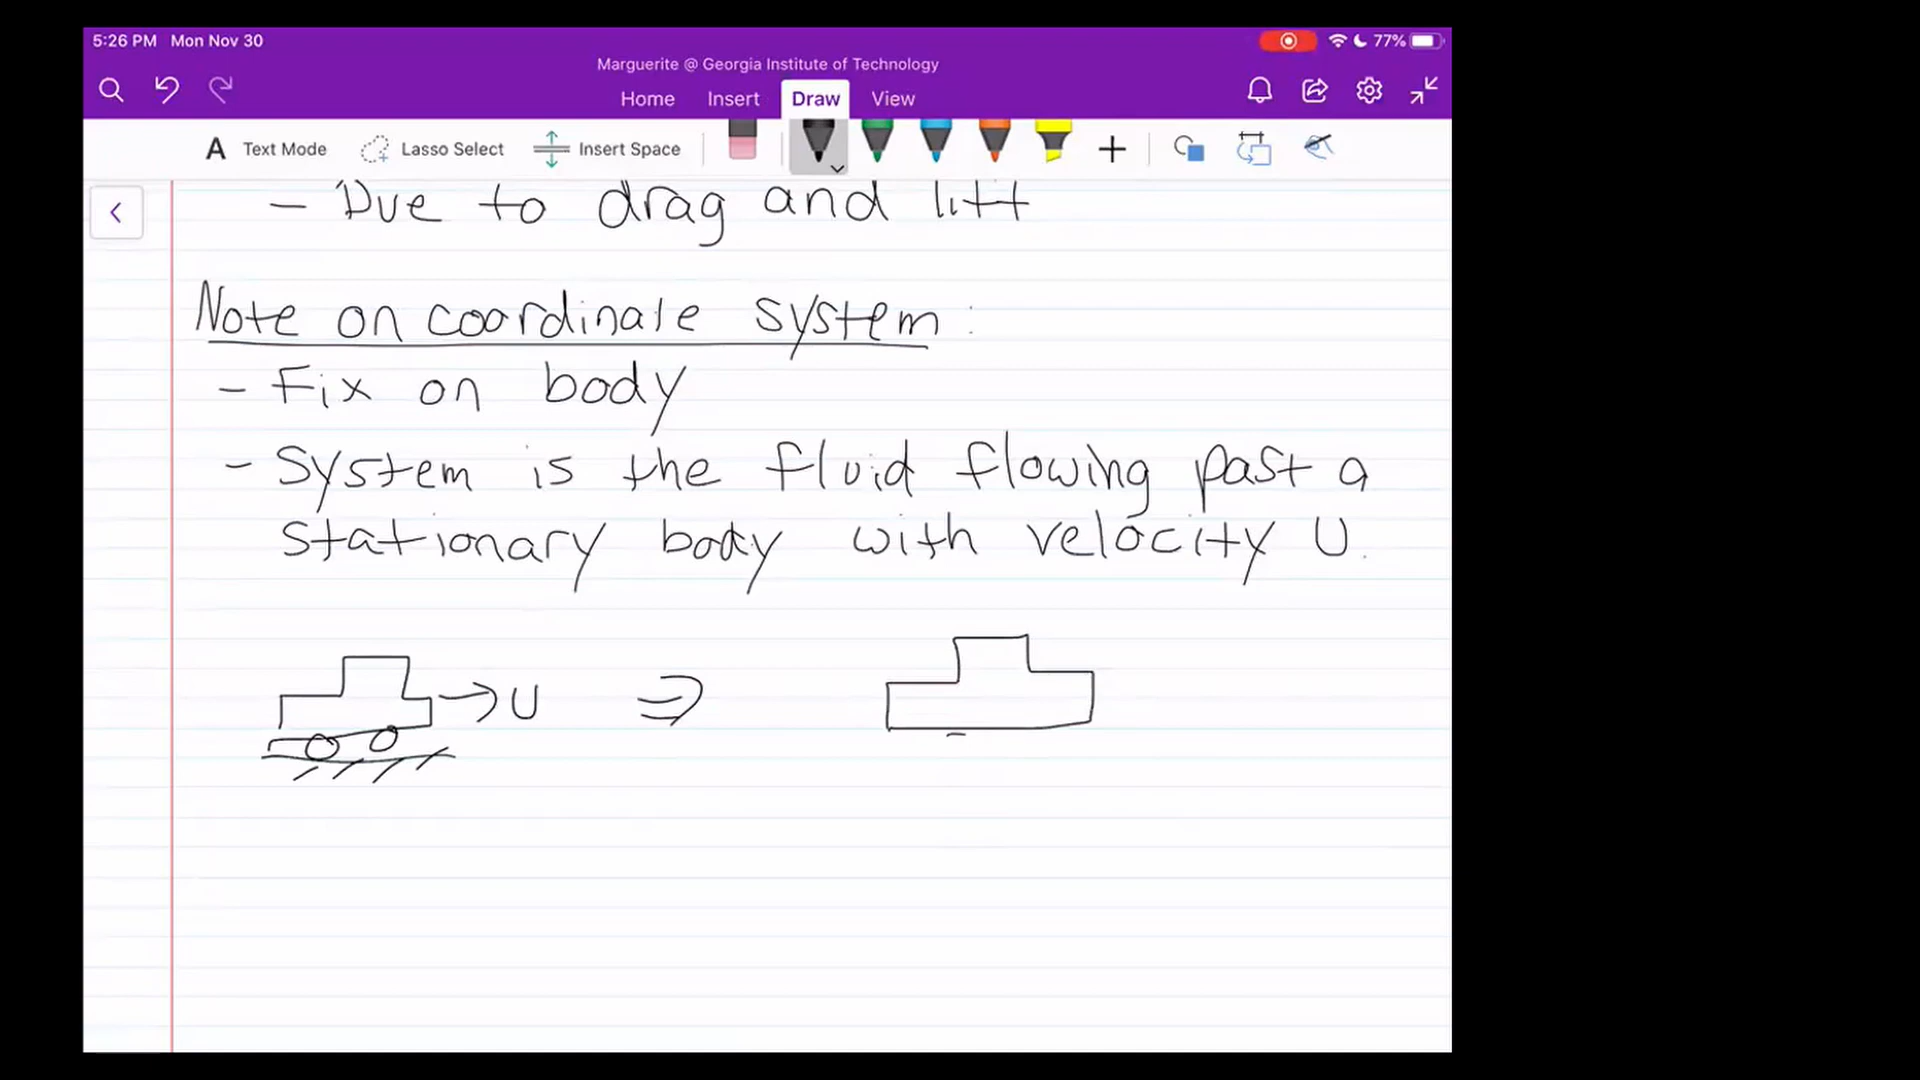 5:26 PM Mon Nov 30
77%
Marguerite @ Georgia Institute of Technology
Home Insert Draw View
A Text Mode Lasso Select Insert Space
- Due to drag and lift
Note on coordinate system:
- Fix on body
- System is the fluid flowing past a
stationary body with velocity U.
→ U ⇒